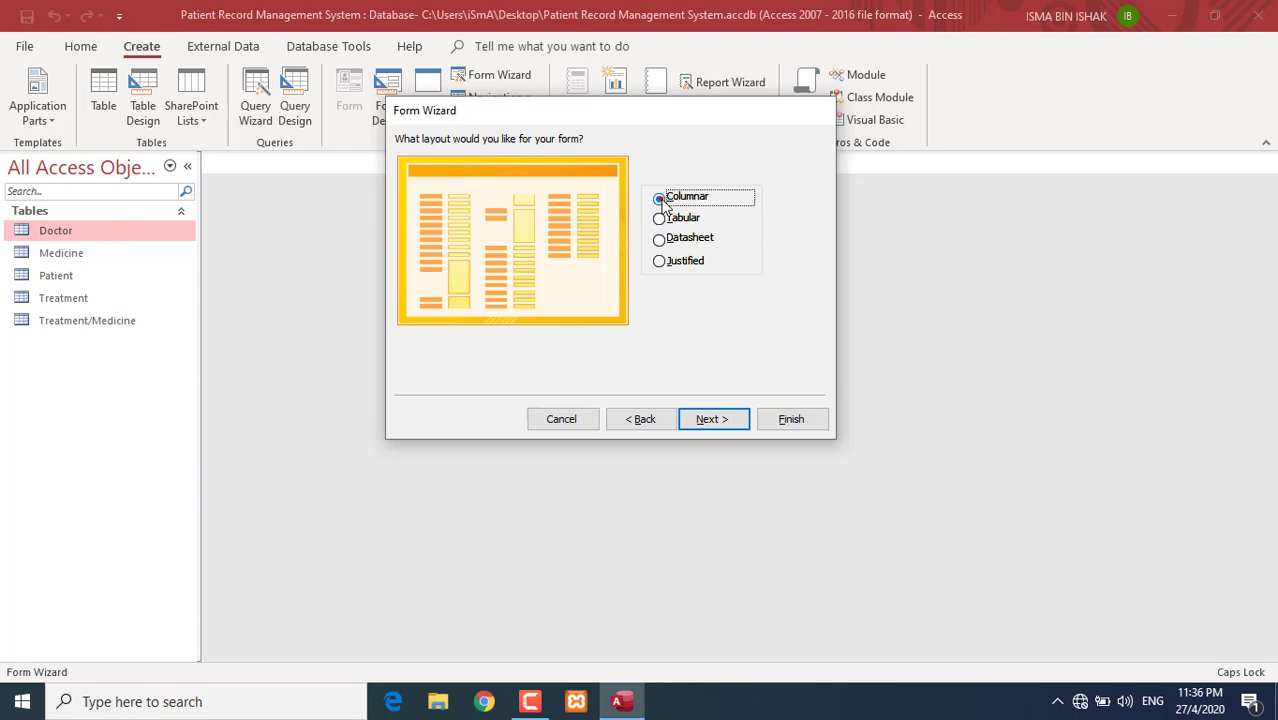 Patient Record Management System : Database- C:\Users\iSmA\Desktop\Patient Record Management System.accdb (Access 2007 - 2016 file format) - Access
ISMA BIN ISHAK
IB
File
Home
Create
External Data
Database Tools
Help
Tell me what you want to do
Application
Parts
Templates
Table
Table
Design
SharePoint
Lists
Tables
Query
Wizard
Query
Design
Queries
Form
Form Wizard
Report Wizard
Module
Class Module
Visual Basic
& Code
All Access Obje...
Search...
Tables
Doctor
Medicine
Patient
Treatment
Treatment/Medicine
Form Wizard
What layout would you like for your form?
Columnar
Tabular
Datasheet
Justified
Cancel
< Back
Next >
Finish
Form Wizard
Caps Lock
Type here to search
ENG
11:36 PM
27/4/2020
1